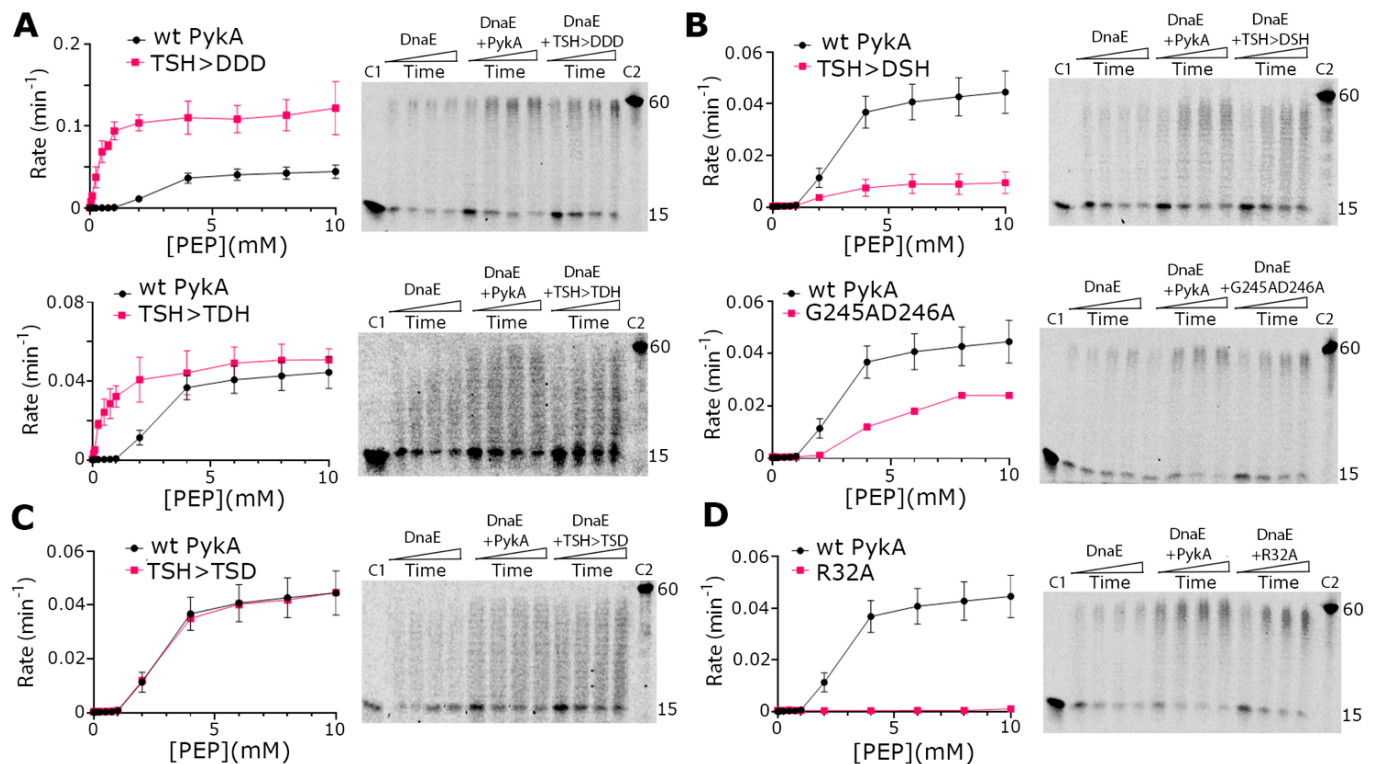 A
wt PykA
TSH>DDD
Rate (min-1)
0.2
0.1
0
0
5
10
[PEP](mM)
DnaE
DnaE
+PykA
DnaE
+TSH>DDD
C1
Time
Time
Time
C2
60
15
wt PykA
TSH>TDH
Rate (min-1)
0.08
0.04
0
0
5
10
[PEP](mM)
DnaE
DnaE
+PykA
DnaE
+TSH>TDH
C1
Time
Time
Time
C2
60
15
B
wt PykA
TSH>DSH
Rate (min-1)
0.06
0.04
0.02
0
0
5
10
[PEP](mM)
DnaE
DnaE
+PykA
DnaE
+TSH>DSH
C1
Time
Time
Time
C2
60
15
wt PykA
G245AD246A
Rate (min-1)
0.06
0.04
0.02
0
0
5
10
[PEP](mM)
DnaE
DnaE
+PykA
DnaE
+G245AD246A
C1
Time
Time
Time
C2
60
15
C
wt PykA
TSH>TSD
Rate (min-1)
0.06
0.04
0.02
0
0
5
10
[PEP](mM)
DnaE
DnaE
+PykA
DnaE
+TSH>TSD
C1
Time
Time
Time
C2
60
15
D
wt PykA
R32A
Rate (min-1)
0.06
0.04
0.02
0
0
5
10
[PEP](mM)
DnaE
DnaE
+PykA
DnaE
+R32A
C1
Time
Time
Time
C2
60
15